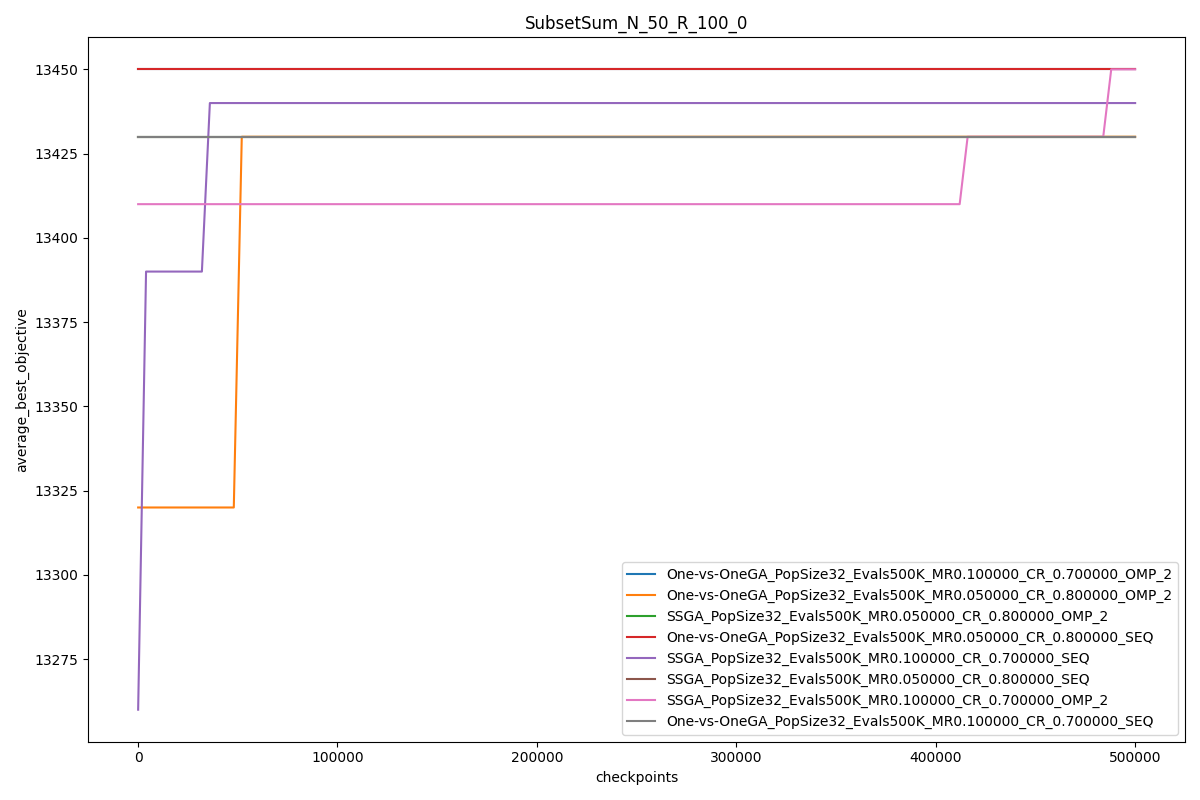 SubsetSum_N_50_R_100_0
13450
13425
13400
13375
13350
13325
13300
13275
average_best_objective
One-vs-OneGA_PopSize32_Evals500K_MR0.100000_CR_0.700000_OMP_2
One-vs-OneGA_PopSize32_Evals500K_MR0.050000_CR_0.800000_OMP_2
SSGA_PopSize32_Evals500K_MR0.050000_CR_0.800000_OMP_2
One-vs-OneGA_PopSize32_Evals500K_MR0.050000_CR_0.800000_SEQ
SSGA_PopSize32_Evals500K_MR0.100000_CR_0.700000_SEQ
SSGA_PopSize32_Evals500K_MR0.050000_CR_0.800000_SEQ
SSGA_PopSize32_Evals500K_MR0.100000_CR_0.700000_OMP_2
One-vs-OneGA_PopSize32_Evals500K_MR0.100000_CR_0.700000_SEQ
0 100000 200000 300000 400000 500000
checkpoints